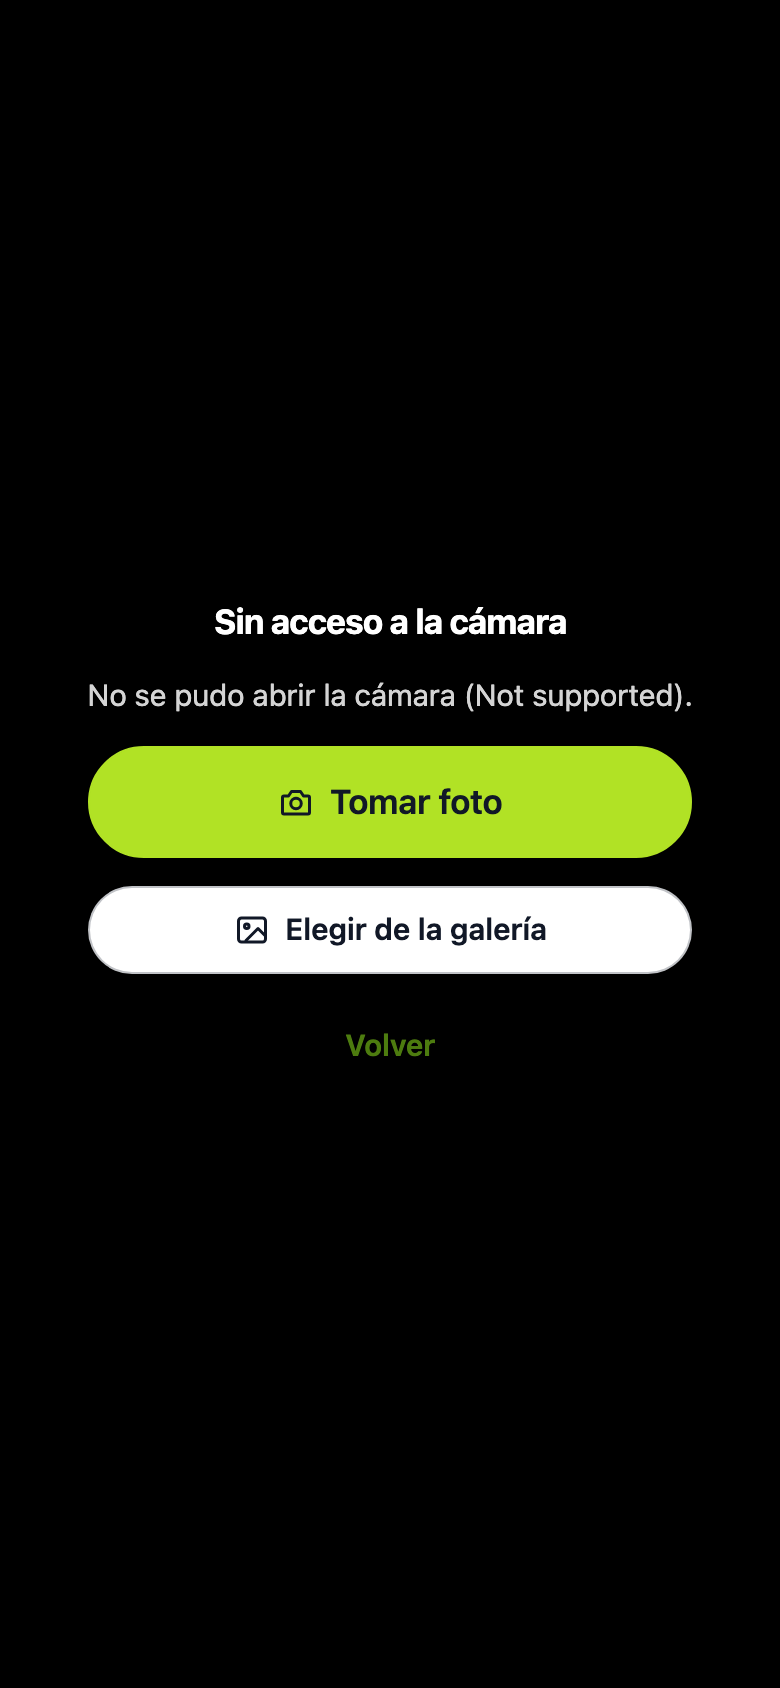 Sin acceso a la cámara
No se pudo abrir la cámara (Not supported).
Tomar foto
Elegir de la galería
Volver